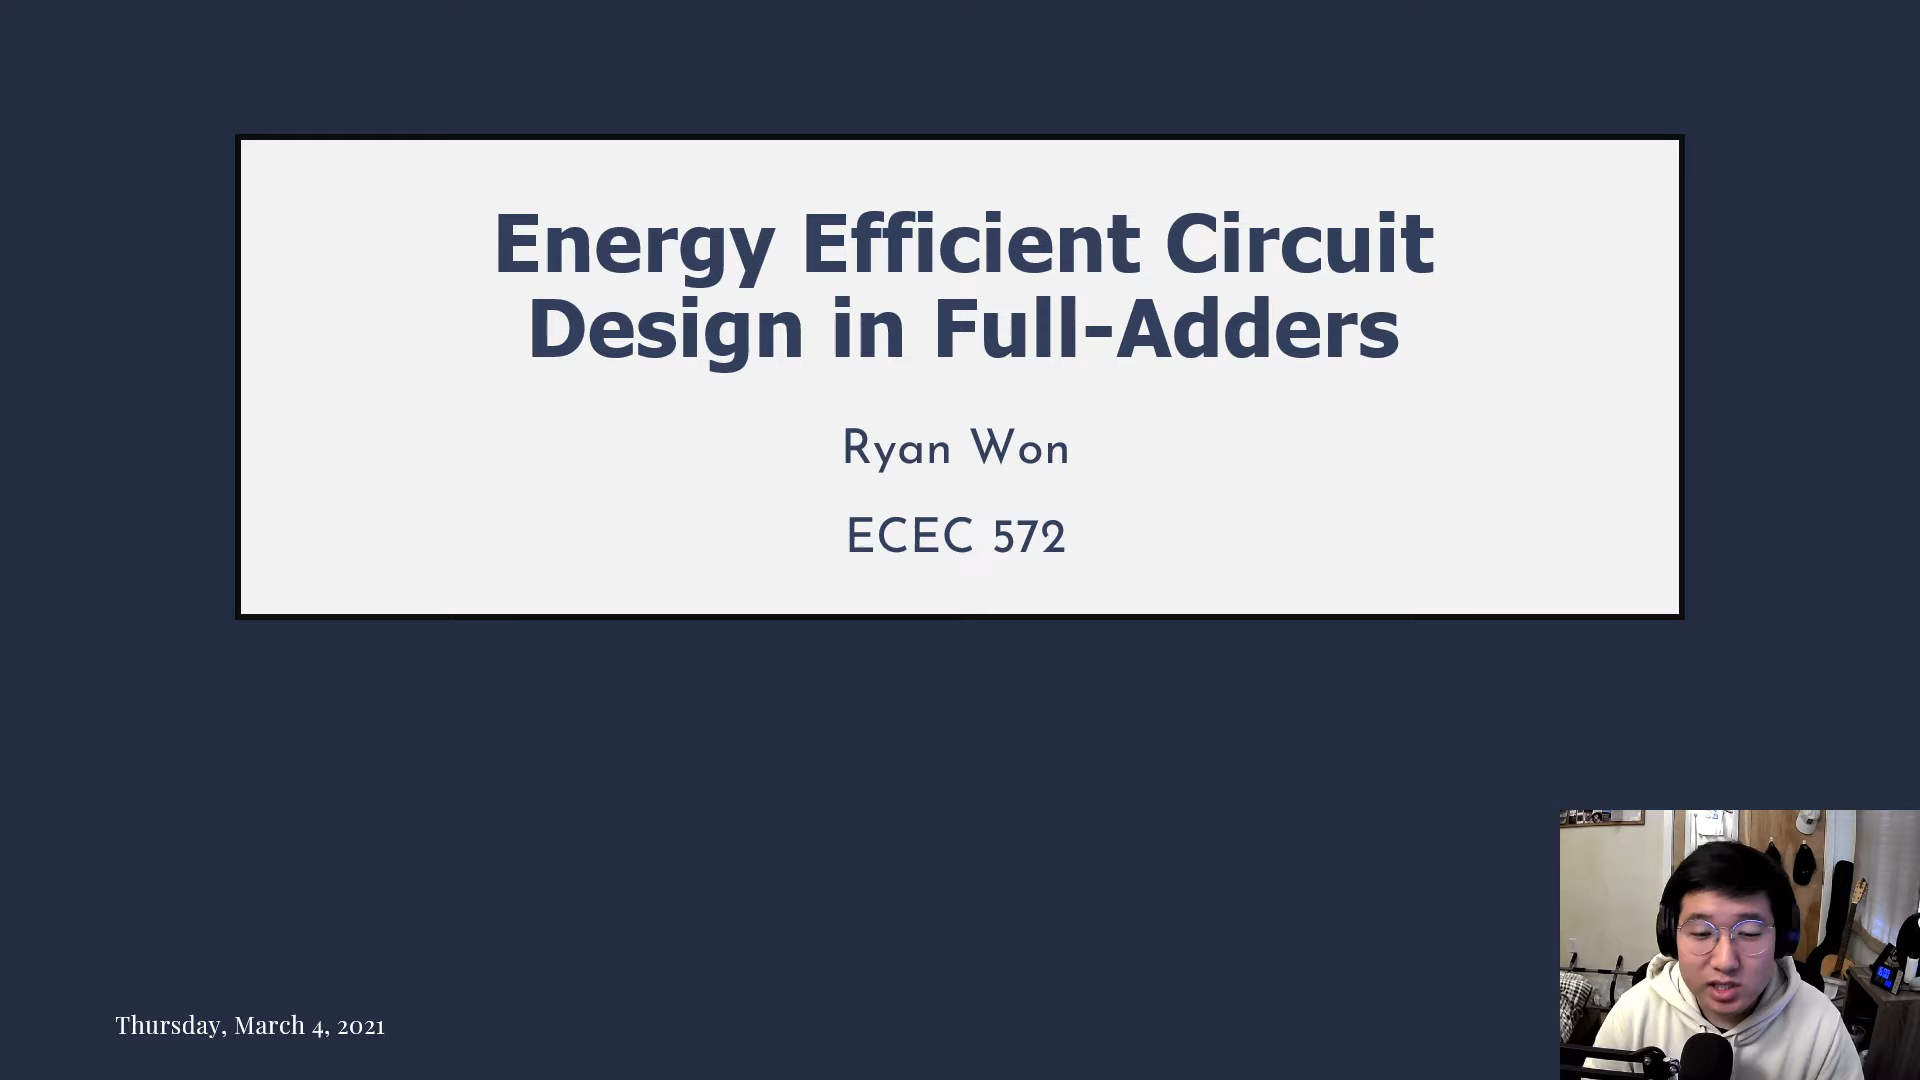 Energy Efficient Circuit
Design in Full-Adders
Ryan Won
ECEC 572
Thursday, March 4, 2021